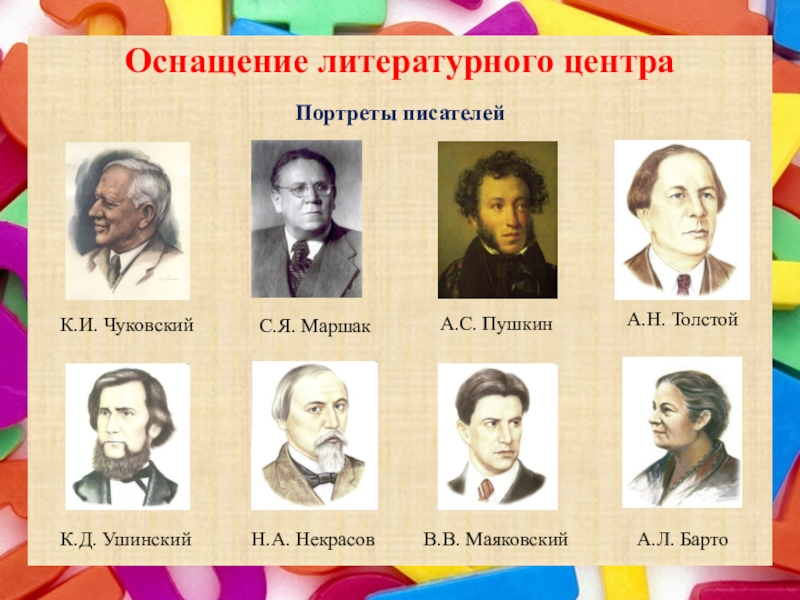 Оснащение литературного центра
Портреты писателей
К.И. Чуковский
С.Я. Маршак
А.С. Пушкин
А.Н. Толстой
К.Д. Ушинский
Н.А. Некрасов
В.В. Маяковский
А.Л. Барто